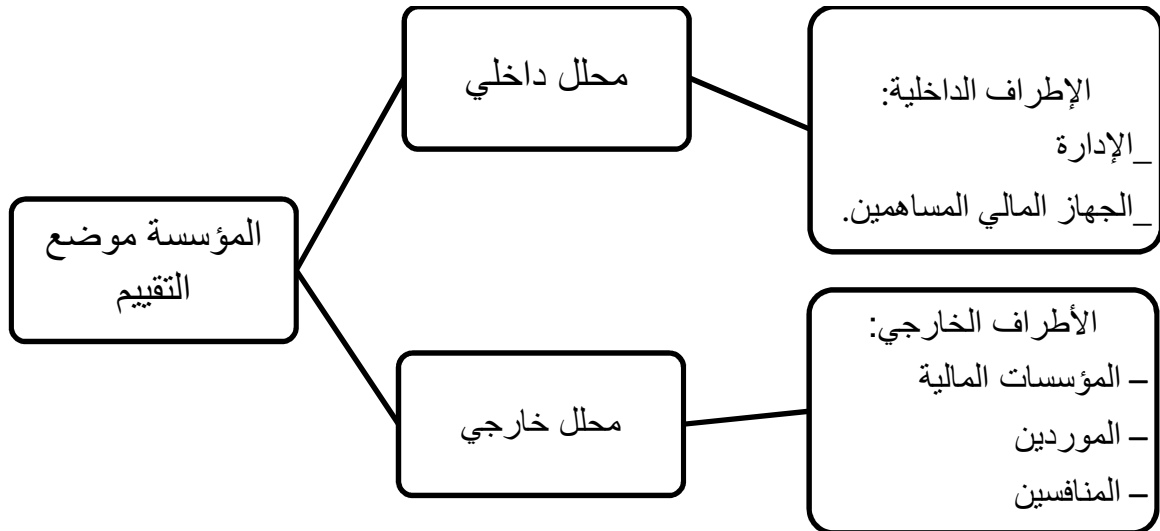 المؤسسة موضع
التقييم
محلل داخلي
الإطراف الداخلية:
_الإدارة
_الجهاز المالي المساهمين.
محلل خارجي
الأطراف الخارجي:
– المؤسسات المالية
– الموردين
– المنافسين